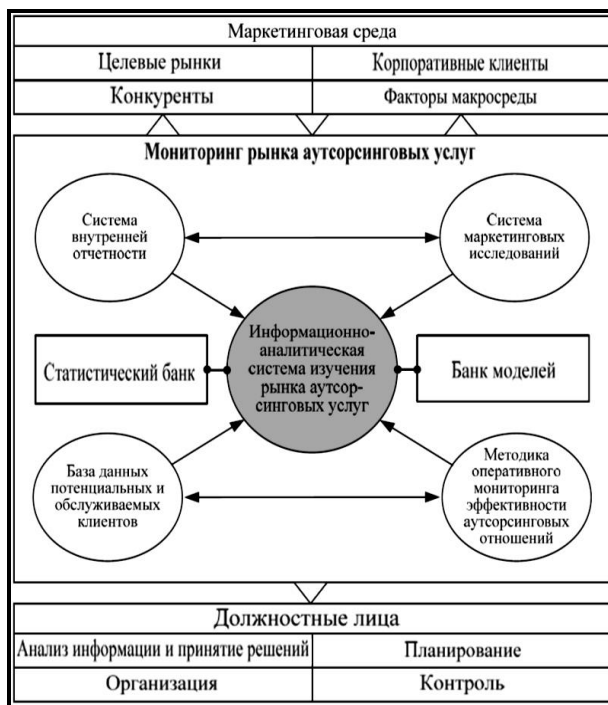 Маркетинговая среда
Целевые рынки
Корпоративные клиенты
Конкуренты
Факторы макросреды
Мониторинг рынка аутсорсинговых услуг
Система
внутренней
отчетности
Система
маркетинговых
исследований
Информационно-
аналитическая
система изучения
рынка аутсор-
синговых услуг
Статистический банк
Банк моделей
База данных
потенциальных и
обслуживаемых
клиентов
Методика
оперативного
мониторинга
эффективности
аутсорсинговых
отношений
Должностные лица
Анализ информации и принятие решений
Планирование
Организация
Контроль